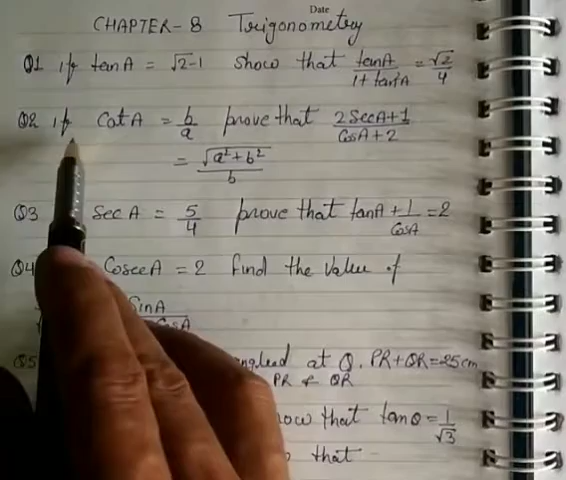 Date
CHAPTER-8 Trigonometry
Q1 if tanA = √2-1 show that tanA/1+tan²A = √2/4
Q2 if CotA = b/a prove that 2SecA+1/CosA+2
= √a²+b²/b
Q3 SecA = 5/4 prove that tanA+1/CosA=2
Q4 CosecA = 2 find the value of
SinA
CosA
Q5 angled at Q. PR+QR=25cm
PR & QR
how that tanθ=1/√3
that